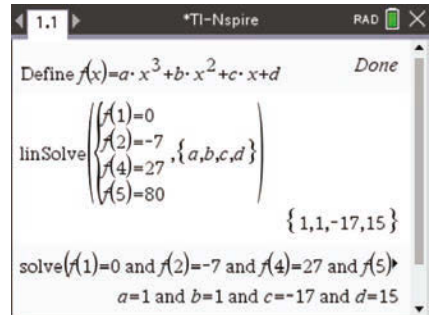 1.1 *TI-Nspire RAD
Define f(x)=a·x³+b·x²+c·x+d Done
f(1)=0
f(2)=-7
linSolve ,{a,b,c,d}
f(4)=27
f(5)=80
{1,1,-17,15}
solve(f(1)=0 and f(2)=-7 and f(4)=27 and f(5)
a=1 and b=1 and c=-17 and d=15